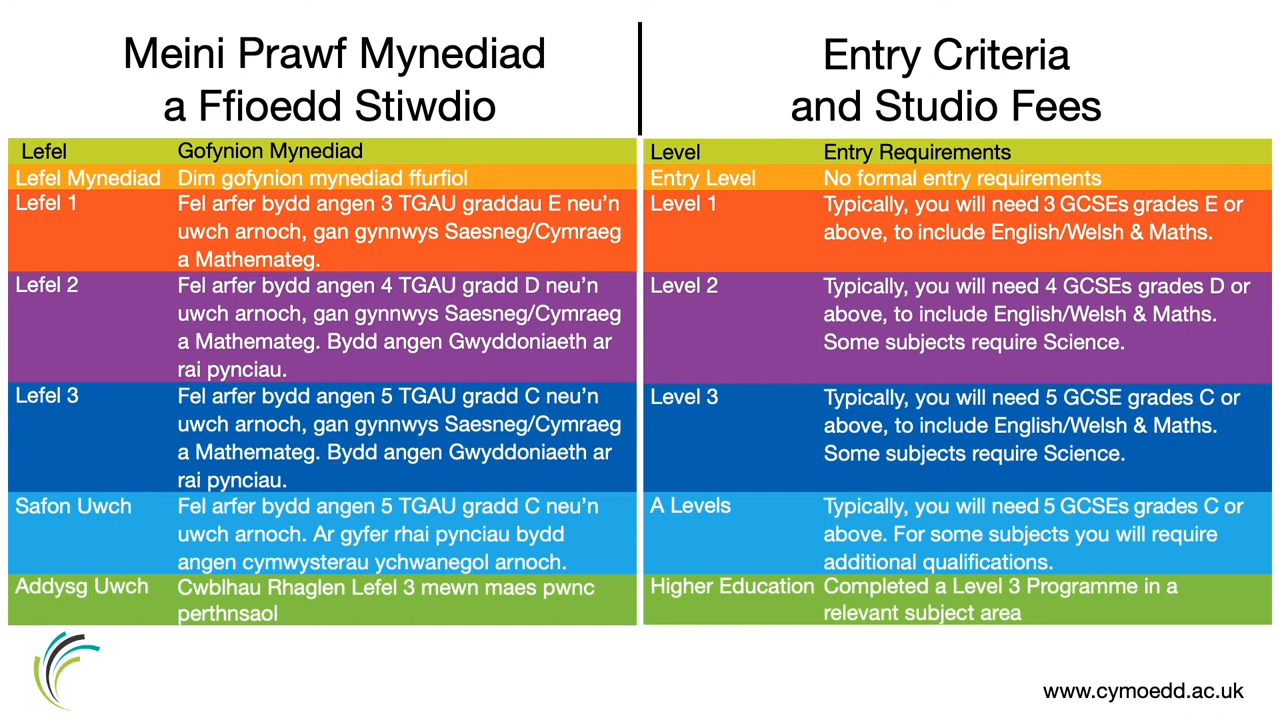 Meini Prawf Mynediad
a Ffioedd Stiwdio
Lefel Gofynion Mynediad
Lefel Mynediad Dim gofynion mynediad ffurfiol
Lefel 1 Fel arfer bydd angen 3 TGAU graddau E neu'n
uwch arnoch, gan gynnwys Saesneg/Cymraeg
a Mathemateg.
Lefel 2 Fel arfer bydd angen 4 TGAU gradd D neu'n
uwch arnoch, gan gynnwys Saesneg/Cymraeg
a Mathemateg. Bydd angen Gwyddoniaeth ar
rai pynciau.
Lefel 3 Fel arfer bydd angen 5 TGAU gradd C neu'n
uwch arnoch, gan gynnwys Saesneg/Cymraeg
a Mathemateg. Bydd angen Gwyddoniaeth ar
rai pynciau.
Safon Uwch Fel arfer bydd angen 5 TGAU gradd C neu'n
uwch arnoch. Ar gyfer rhai pynciau bydd
angen cymwysterau ychwanegol arnoch.
Addysg Uwch Cwblhau Rhaglen Lefel 3 mewn maes pwnc
perthnsaol
Entry Criteria
and Studio Fees
Level Entry Requirements
Entry Level No formal entry requirements
Level 1 Typically, you will need 3 GCSEs grades E or
above, to include English/Welsh & Maths.
Level 2 Typically, you will need 4 GCSEs grades D or
above, to include English/Welsh & Maths.
Some subjects require Science.
Level 3 Typically, you will need 5 GCSE grades C or
above, to include English/Welsh & Maths.
Some subjects require Science.
A Levels Typically, you will need 5 GCSEs grades C or
above. For some subjects you will require
additional qualifications.
Higher Education Completed a Level 3 Programme in a
relevant subject area
www.cymoedd.ac.uk